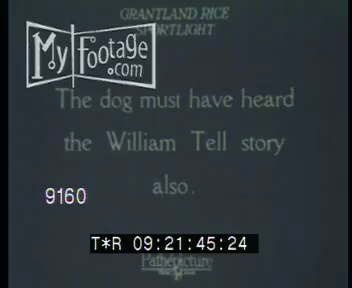 GRANTLAND RICE
SPORTLIGHT
My Footage
.com
The dog must have heard
the William Tell story
also.
9160
T*R 09:21:45:24
Pathépicture